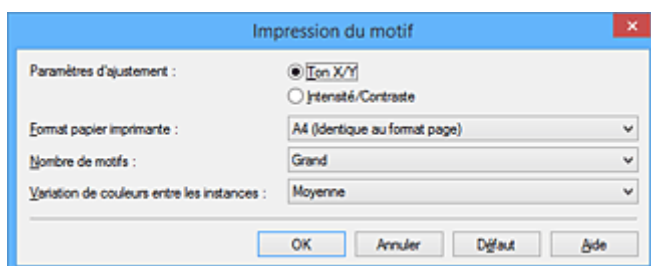 Impression du motif
Paramètres d'ajustement :
Ton X/Y
Intensité/Contraste
Format papier imprimante : A4 (Identique au format page)
Nombre de motifs : Grand
Variation de couleurs entre les instances : Moyenne
OK Annuler Défaut Aide